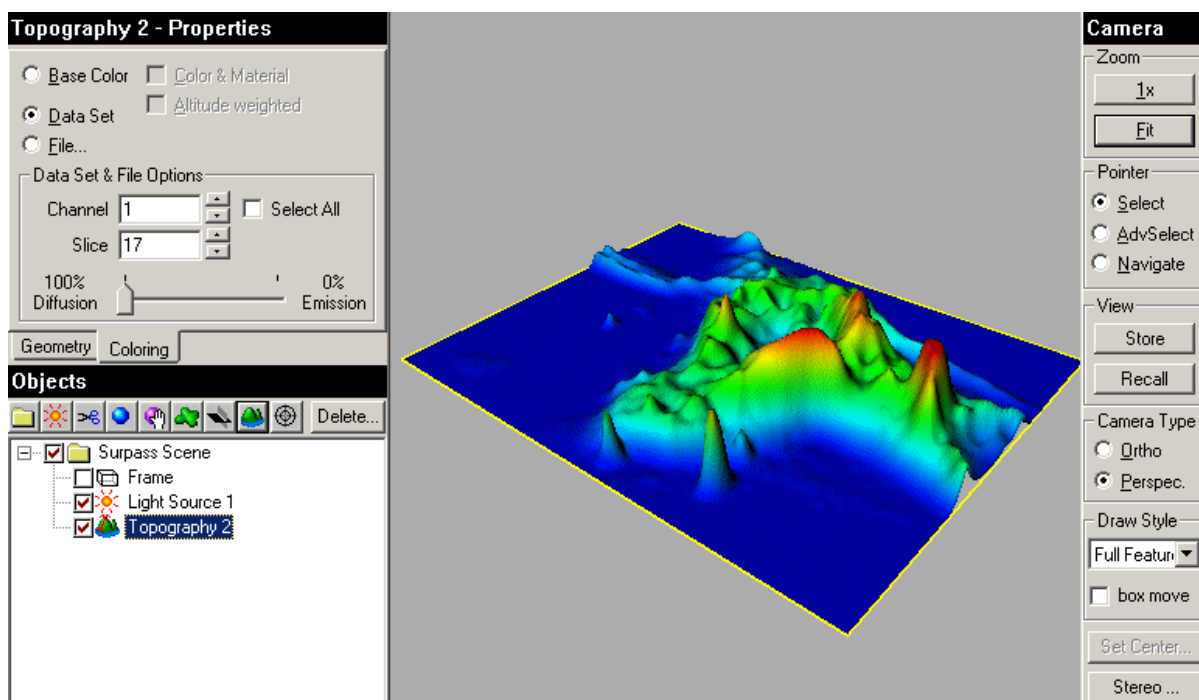 Topography 2 - Properties
Base Color
Color & Material
Altitude weighted
Data Set
File...
Data Set & File Options
Channel 1
Select All
Slice 17
100%
Diffusion
0%
Emission
Geometry
Coloring
Objects
Delete...
Surpass Scene
Frame
Light Source 1
Topography 2
Camera
Zoom
1x
Fit
Pointer
Select
AdvSelect
Navigate
View
Store
Recall
Camera Type
Ortho
Perspec.
Draw Style
Full Featur
box move
Set Center...
Stereo ...